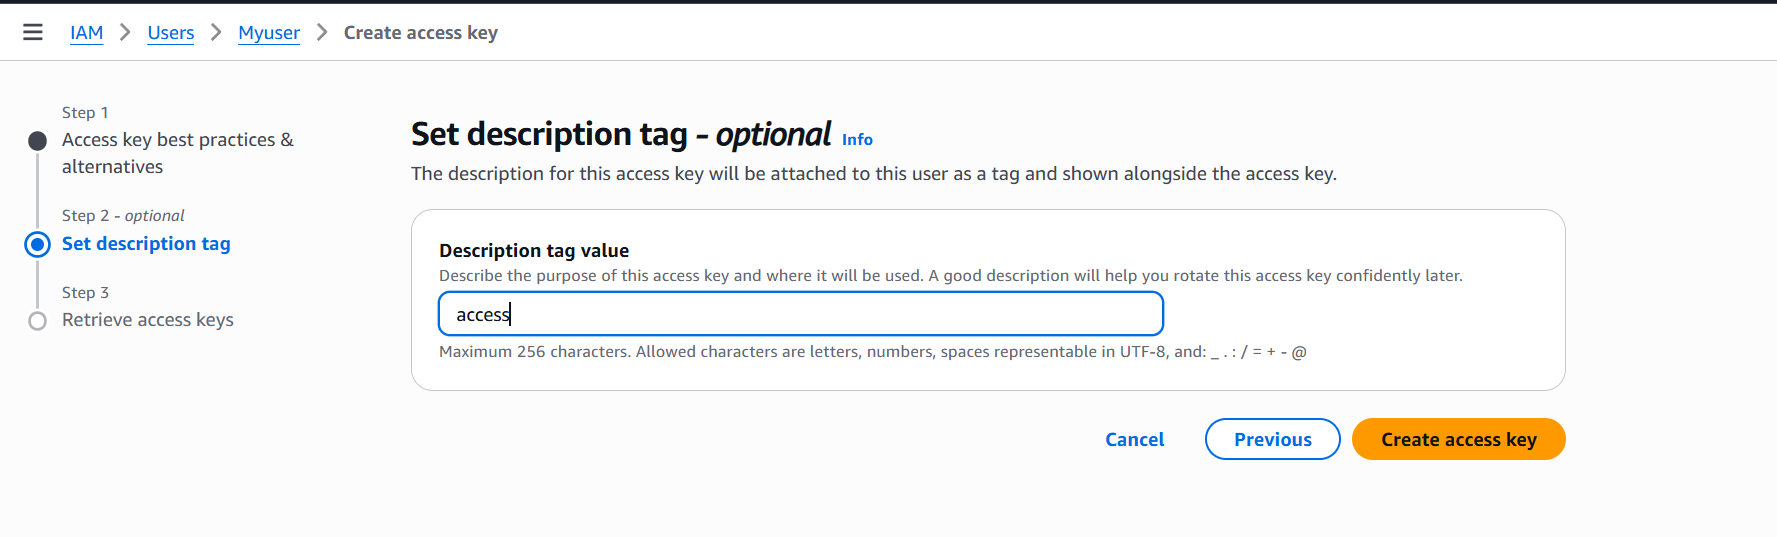 IAM > Users > Myuser > Create access key
Step 1
Access key best practices &
alternatives
Step 2 - optional
Set description tag
Step 3
Retrieve access keys
Set description tag - optional Info
The description for this access key will be attached to this user as a tag and shown alongside the access key.
Description tag value
Describe the purpose of this access key and where it will be used. A good description will help you rotate this access key confidently later.
access
Maximum 256 characters. Allowed characters are letters, numbers, spaces representable in UTF-8, and: _ . : / = + - @
Cancel Previous Create access key